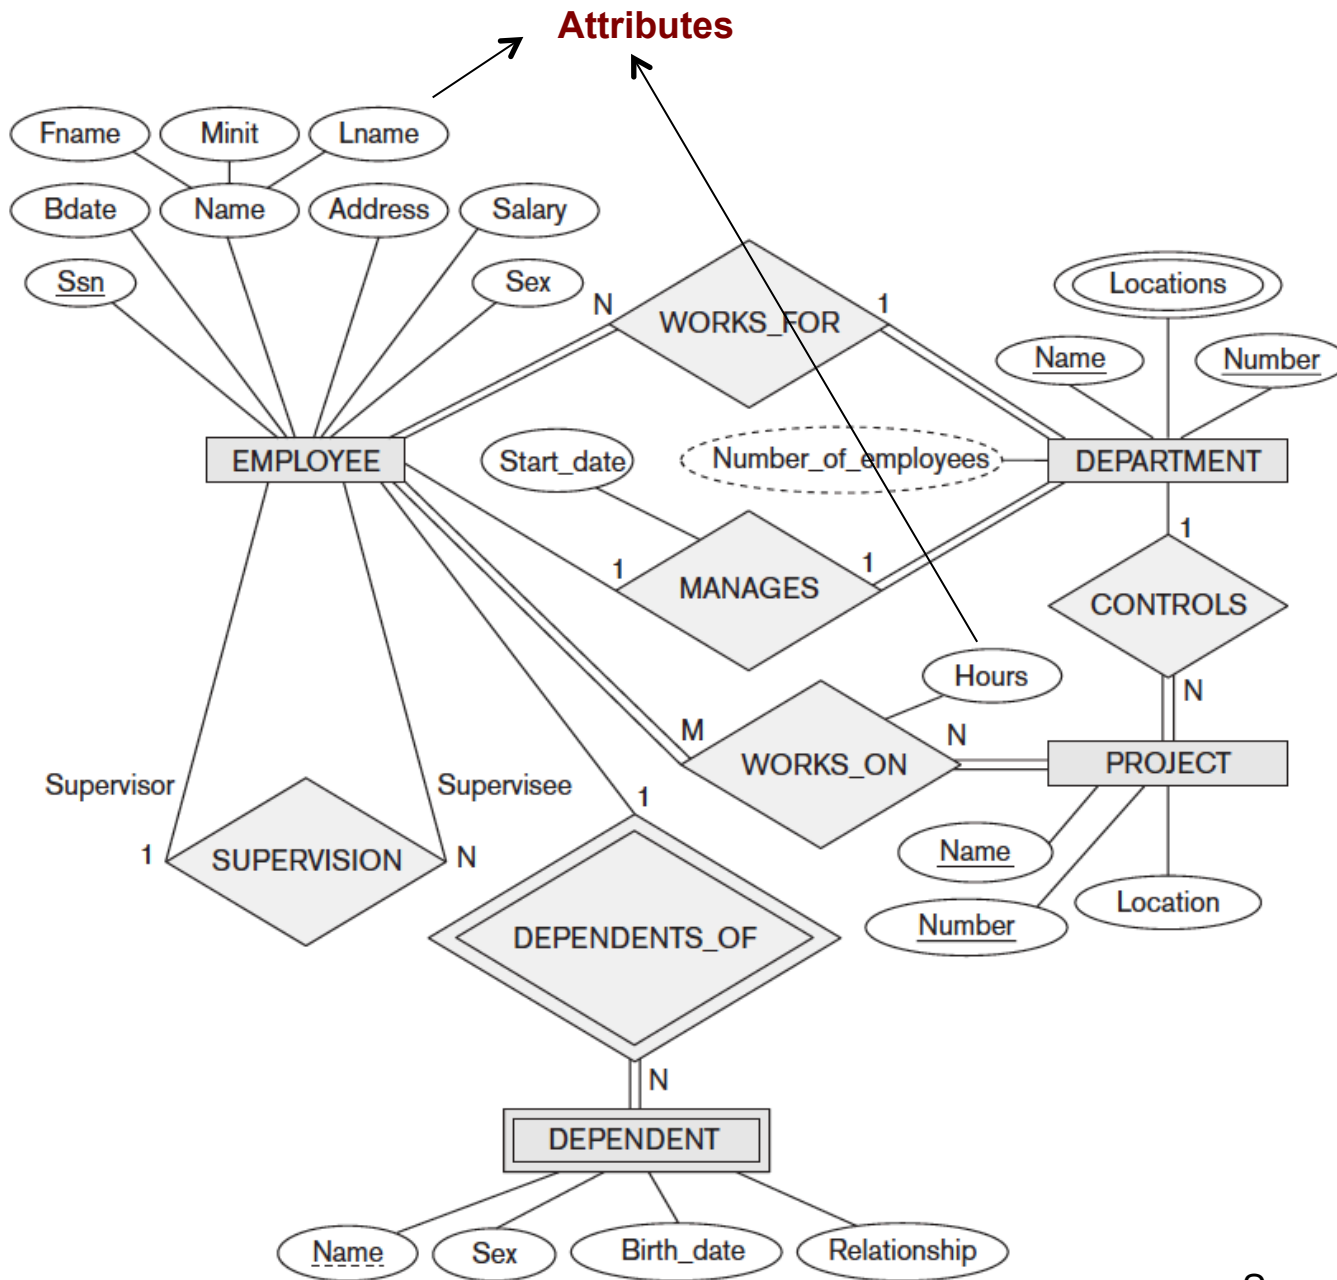 Attributes
Fname Minit Lname
Bdate Name Address Salary
Ssn Sex
N WORKS_FOR 1
Locations
Name Number
EMPLOYEE
Start_date
Number_of_employees
DEPARTMENT
1 MANAGES 1
1
CONTROLS
N
Hours
M WORKS_ON N
PROJECT
Name
Number
Location
Supervisor Supervisee
1 SUPERVISION N
1
DEPENDENTS_OF
N
DEPENDENT
Name Sex Birth_date Relationship